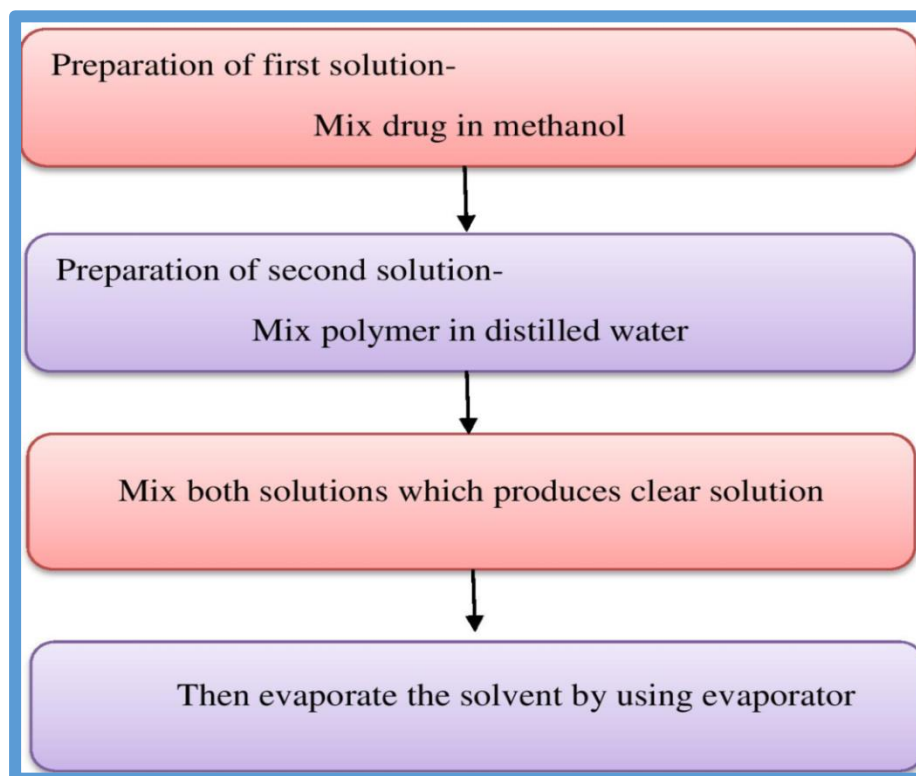 Preparation of first solution-
Mix drug in methanol
Preparation of second solution-
Mix polymer in distilled water
Mix both solutions which produces clear solution
Then evaporate the solvent by using evaporator